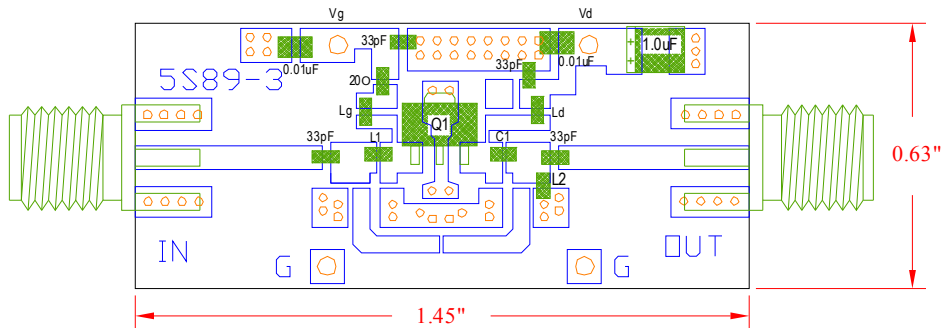 Vg
Vd
33pF
1.0uF
0.01uF
33pF
0.01uF
5S89-3
20O
Lg
Q1
Ld
33pF
L1
C1
33pF
L2
0.63"
IN
OUT
G
G
1.45"